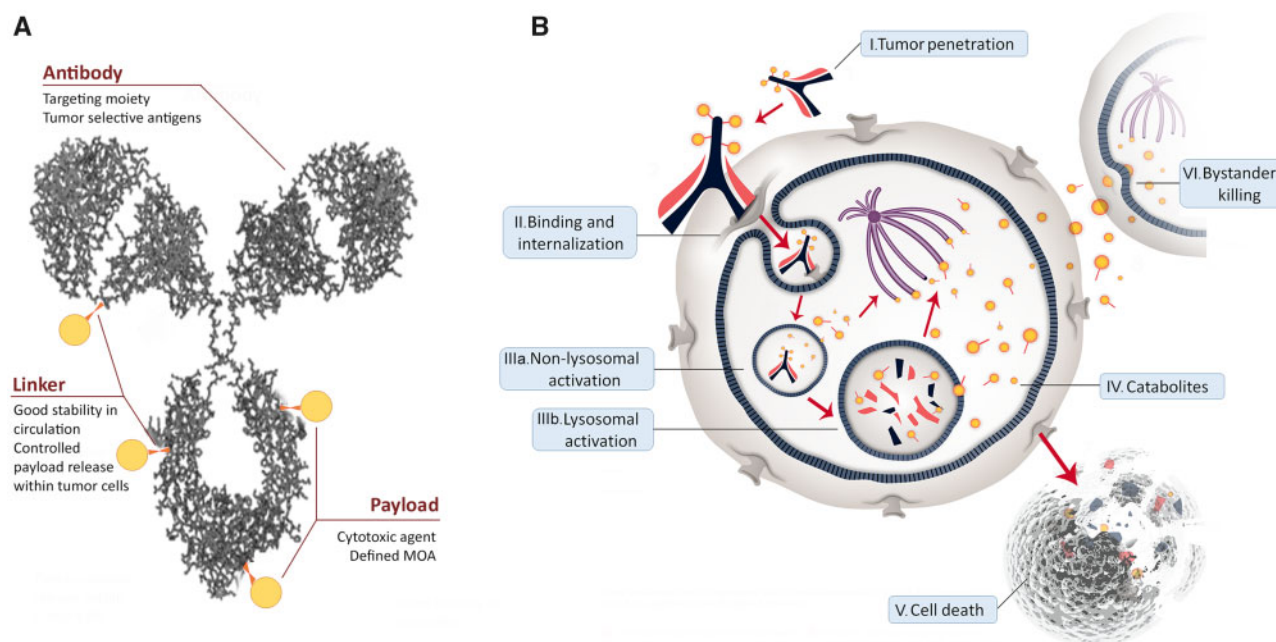 A
Antibody
Targeting moiety
Tumor selective antigens
Linker
Good stability in
circulation
Controlled
payload release
within tumor cells
Payload
Cytotoxic agent
Defined MOA
B
I.Tumor penetration
II.Binding and
internalization
IIIa.Non-lysosomal
activation
IIIb.Lysosomal
activation
IV. Catabolites
V. Cell death
VI.Bystander
killing